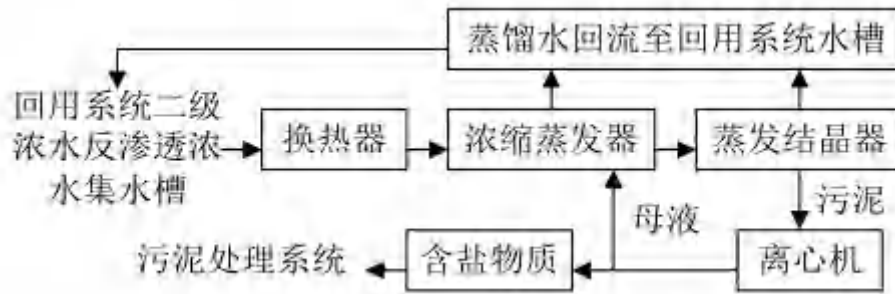 蒸馏水回流至回用系统水槽
回用系统二级
浓水反渗透浓
水集水槽
换热器
浓缩蒸发器
蒸发结晶器
污泥
母液
污泥处理系统
含盐物质
离心机